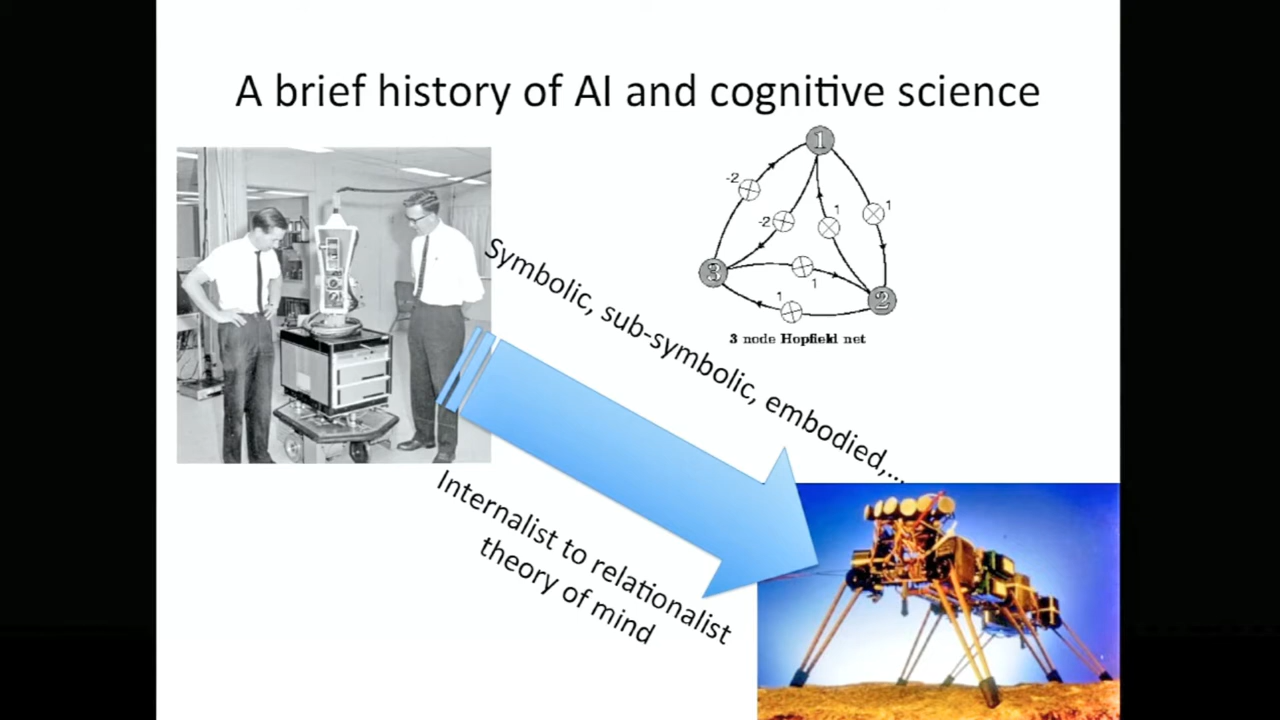 A brief history of AI and cognitive science
1
-2
1
-2
1
3
1
1
2
3 node Hopfield net
Symbolic, sub-symbolic, embodied,...
Internalist to relationalist
theory of mind